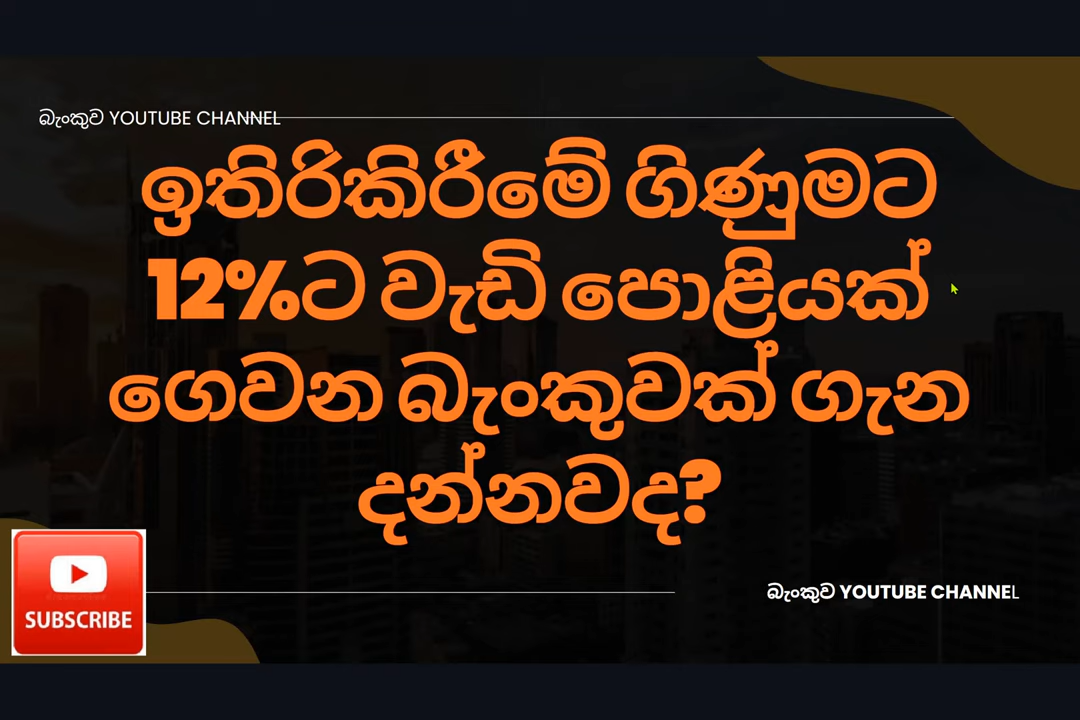 බැංකුව YOUTUBE CHANNEL
ඉතිරිකිරීමේ ගිණුමට
12%ට වැඩි පොළියක්
ගෙවන බැංකුවක් ගැන
දන්නවද?
SUBSCRIBE
බැංකුව YOUTUBE CHANNEL